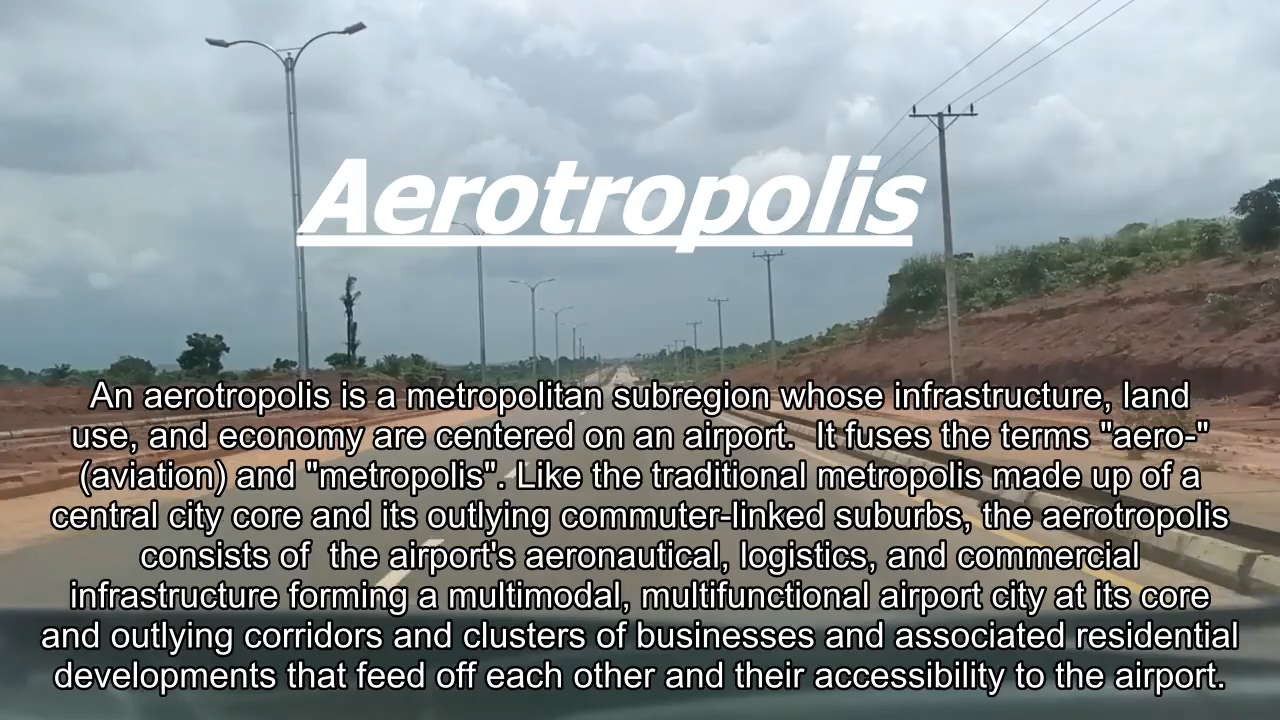 Aerotropolis
An aerotropolis is a metropolitan subregion whose infrastructure, land
use, and economy are centered on an airport.  It fuses the terms "aero-"
(aviation) and "metropolis". Like the traditional metropolis made up of a
central city core and its outlying commuter-linked suburbs, the aerotropolis
consists of  the airport's aeronautical, logistics, and commercial
infrastructure forming a multimodal, multifunctional airport city at its core
and outlying corridors and clusters of businesses and associated residential
developments that feed off each other and their accessibility to the airport.